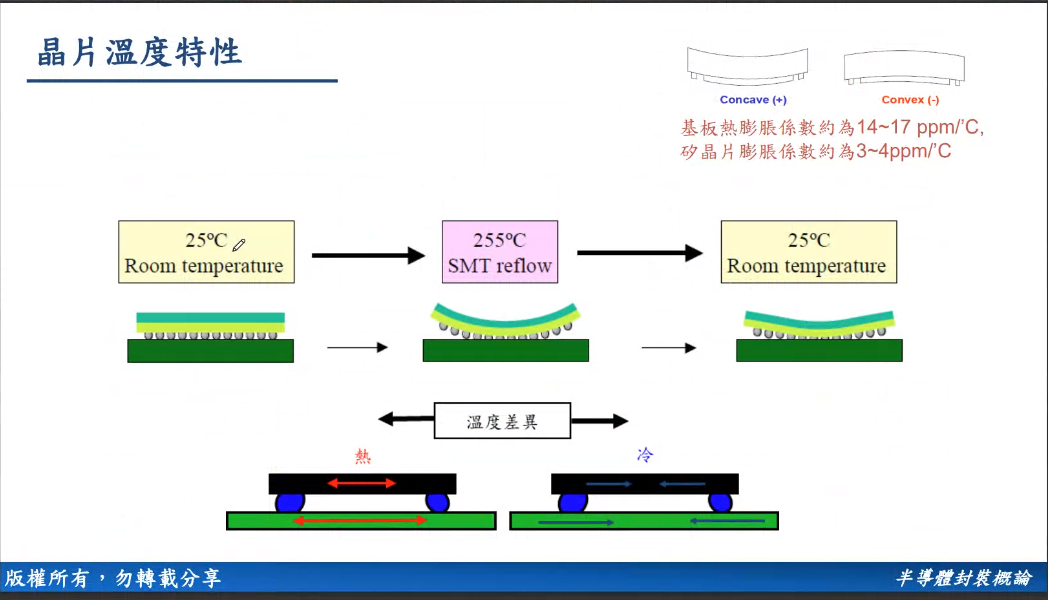 晶片溫度特性
Concave (+)
Convex (-)
基板熱膨脹係數約為14~17 ppm/'C,
矽晶片膨脹係數約為3~4ppm/'C
25ºC
Room temperature
255ºC
SMT reflow
25ºC
Room temperature
溫度差異
熱
冷
版權所有，勿轉載分享
半導體封裝概論